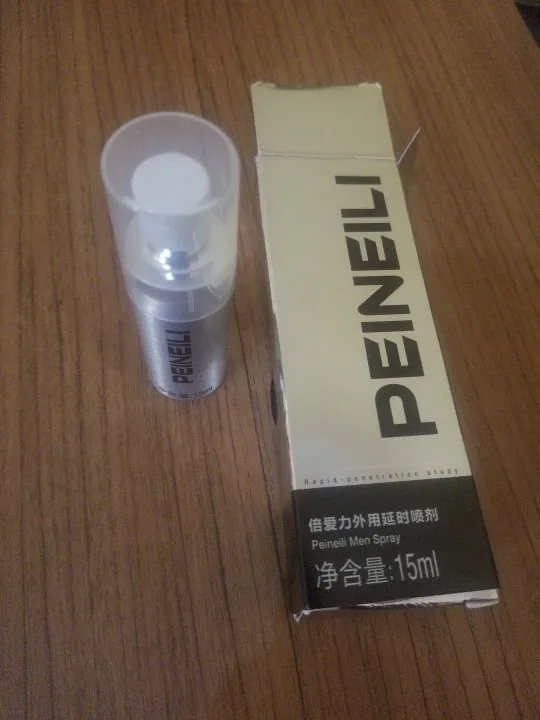 PEINEILI
PEINEILI
Rapid-penetration study
倍爱力外用延时喷剂
Peineili Men Spray
净含量:15ml